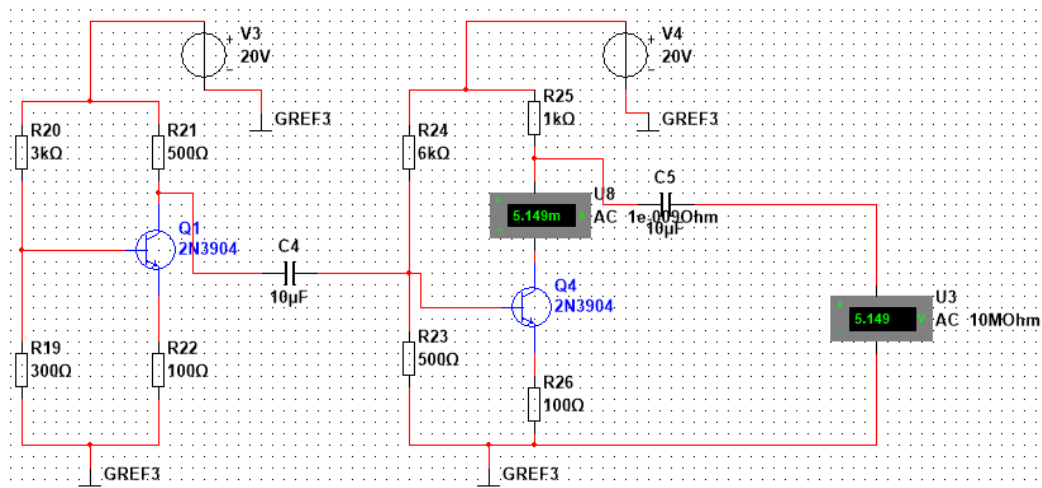 V3
20V
V4
20V
GREF3
GREF3
R20
3kΩ
R21
500Ω
R24
6kΩ
R25
1kΩ
U8
5.149m
A
AC 1e-009Ohm
C5
10µF
Q1
2N3904
C4
10µF
Q4
2N3904
U3
5.149
V
AC 10MOhm
R19
300Ω
R22
100Ω
R23
500Ω
R26
100Ω
GREF3
GREF3